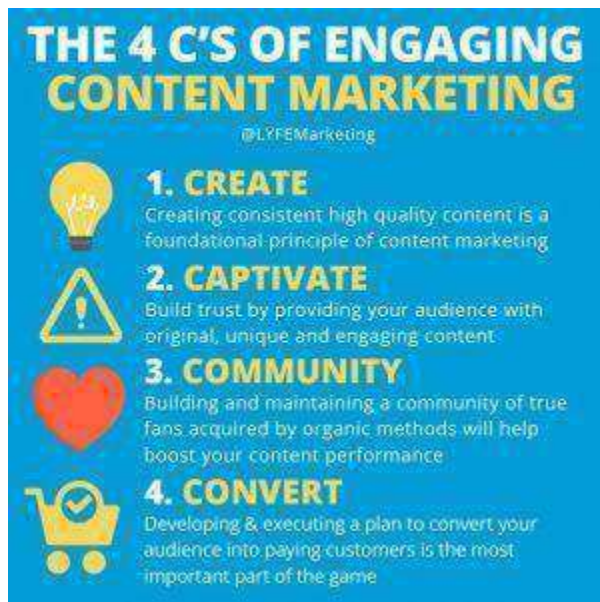 THE 4 C'S OF ENGAGING
CONTENT MARKETING
@LYFEMarketing
1. CREATE
Creating consistent high quality content is a
foundational principle of content marketing
2. CAPTIVATE
Build trust by providing your audience with
original, unique and engaging content
3. COMMUNITY
Building and maintaining a community of true
fans acquired by organic methods will help
boost your content performance
4. CONVERT
Developing & executing a plan to convert your
audience into paying customers is the most
important part of the game